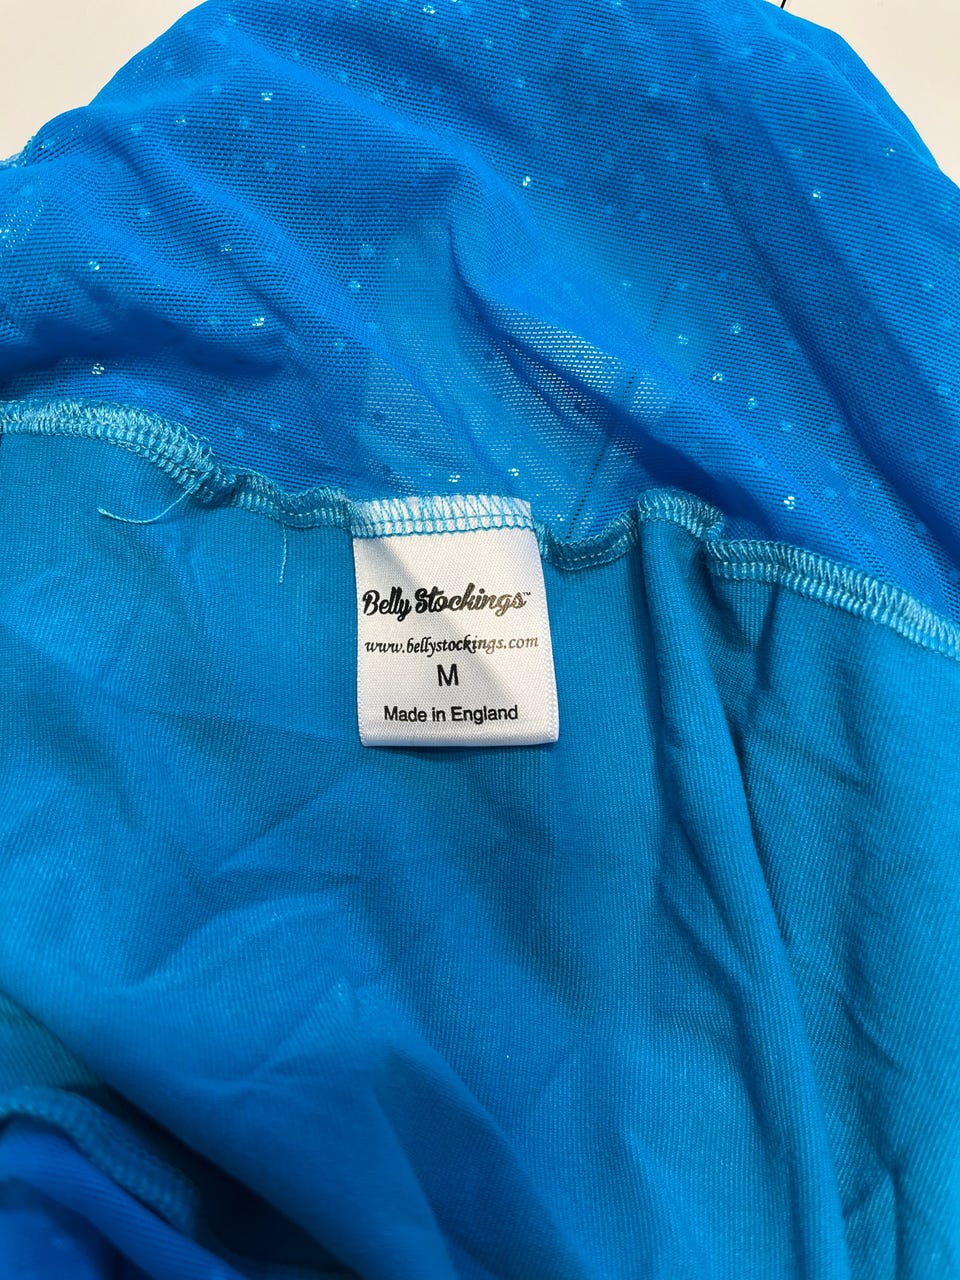 Belly Stockings™
www.bellystockings.com
M
Made in England